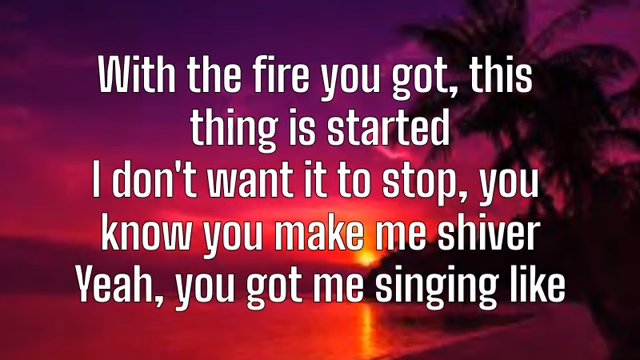 With the fire you got, this
thing is started
I don't want it to stop, you
know you make me shiver
Yeah, you got me singing like